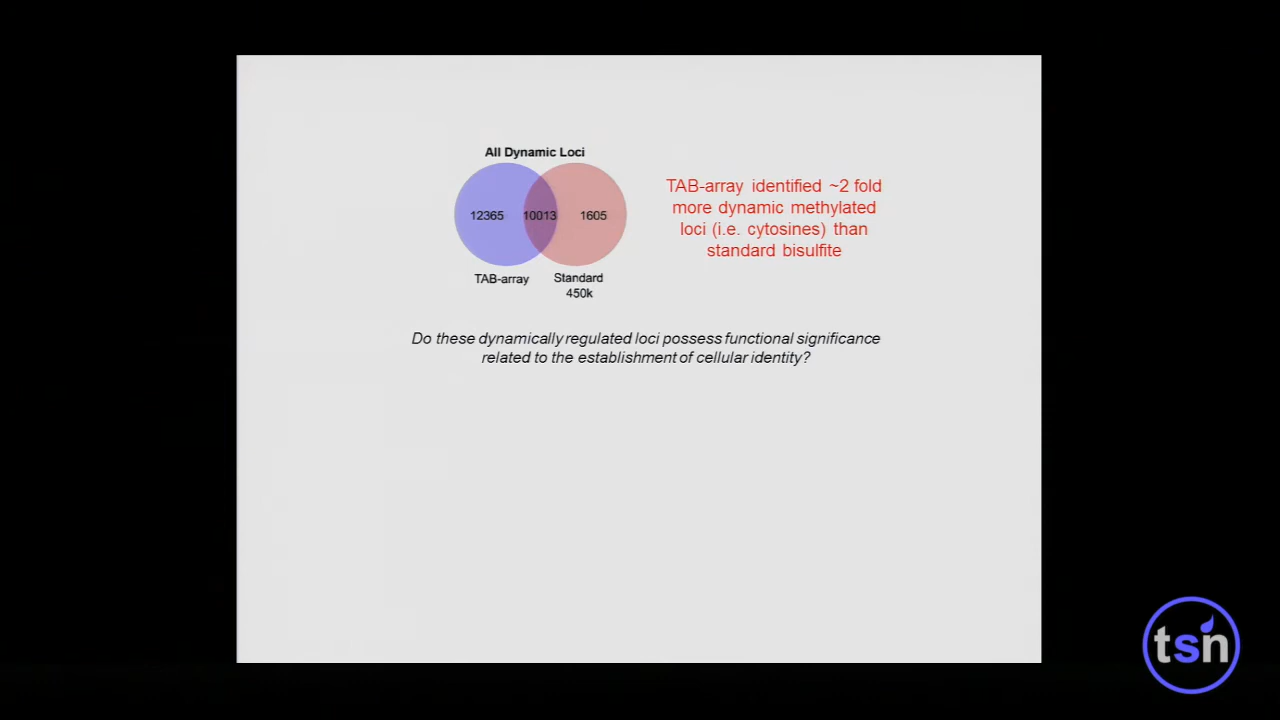 All Dynamic Loci
12365 10013 1605
TAB-array
Standard
450k
TAB-array identified ~2 fold
more dynamic methylated
loci (i.e. cytosines) than
standard bisulfite
Do these dynamically regulated loci possess functional significance
related to the establishment of cellular identity?
tsn